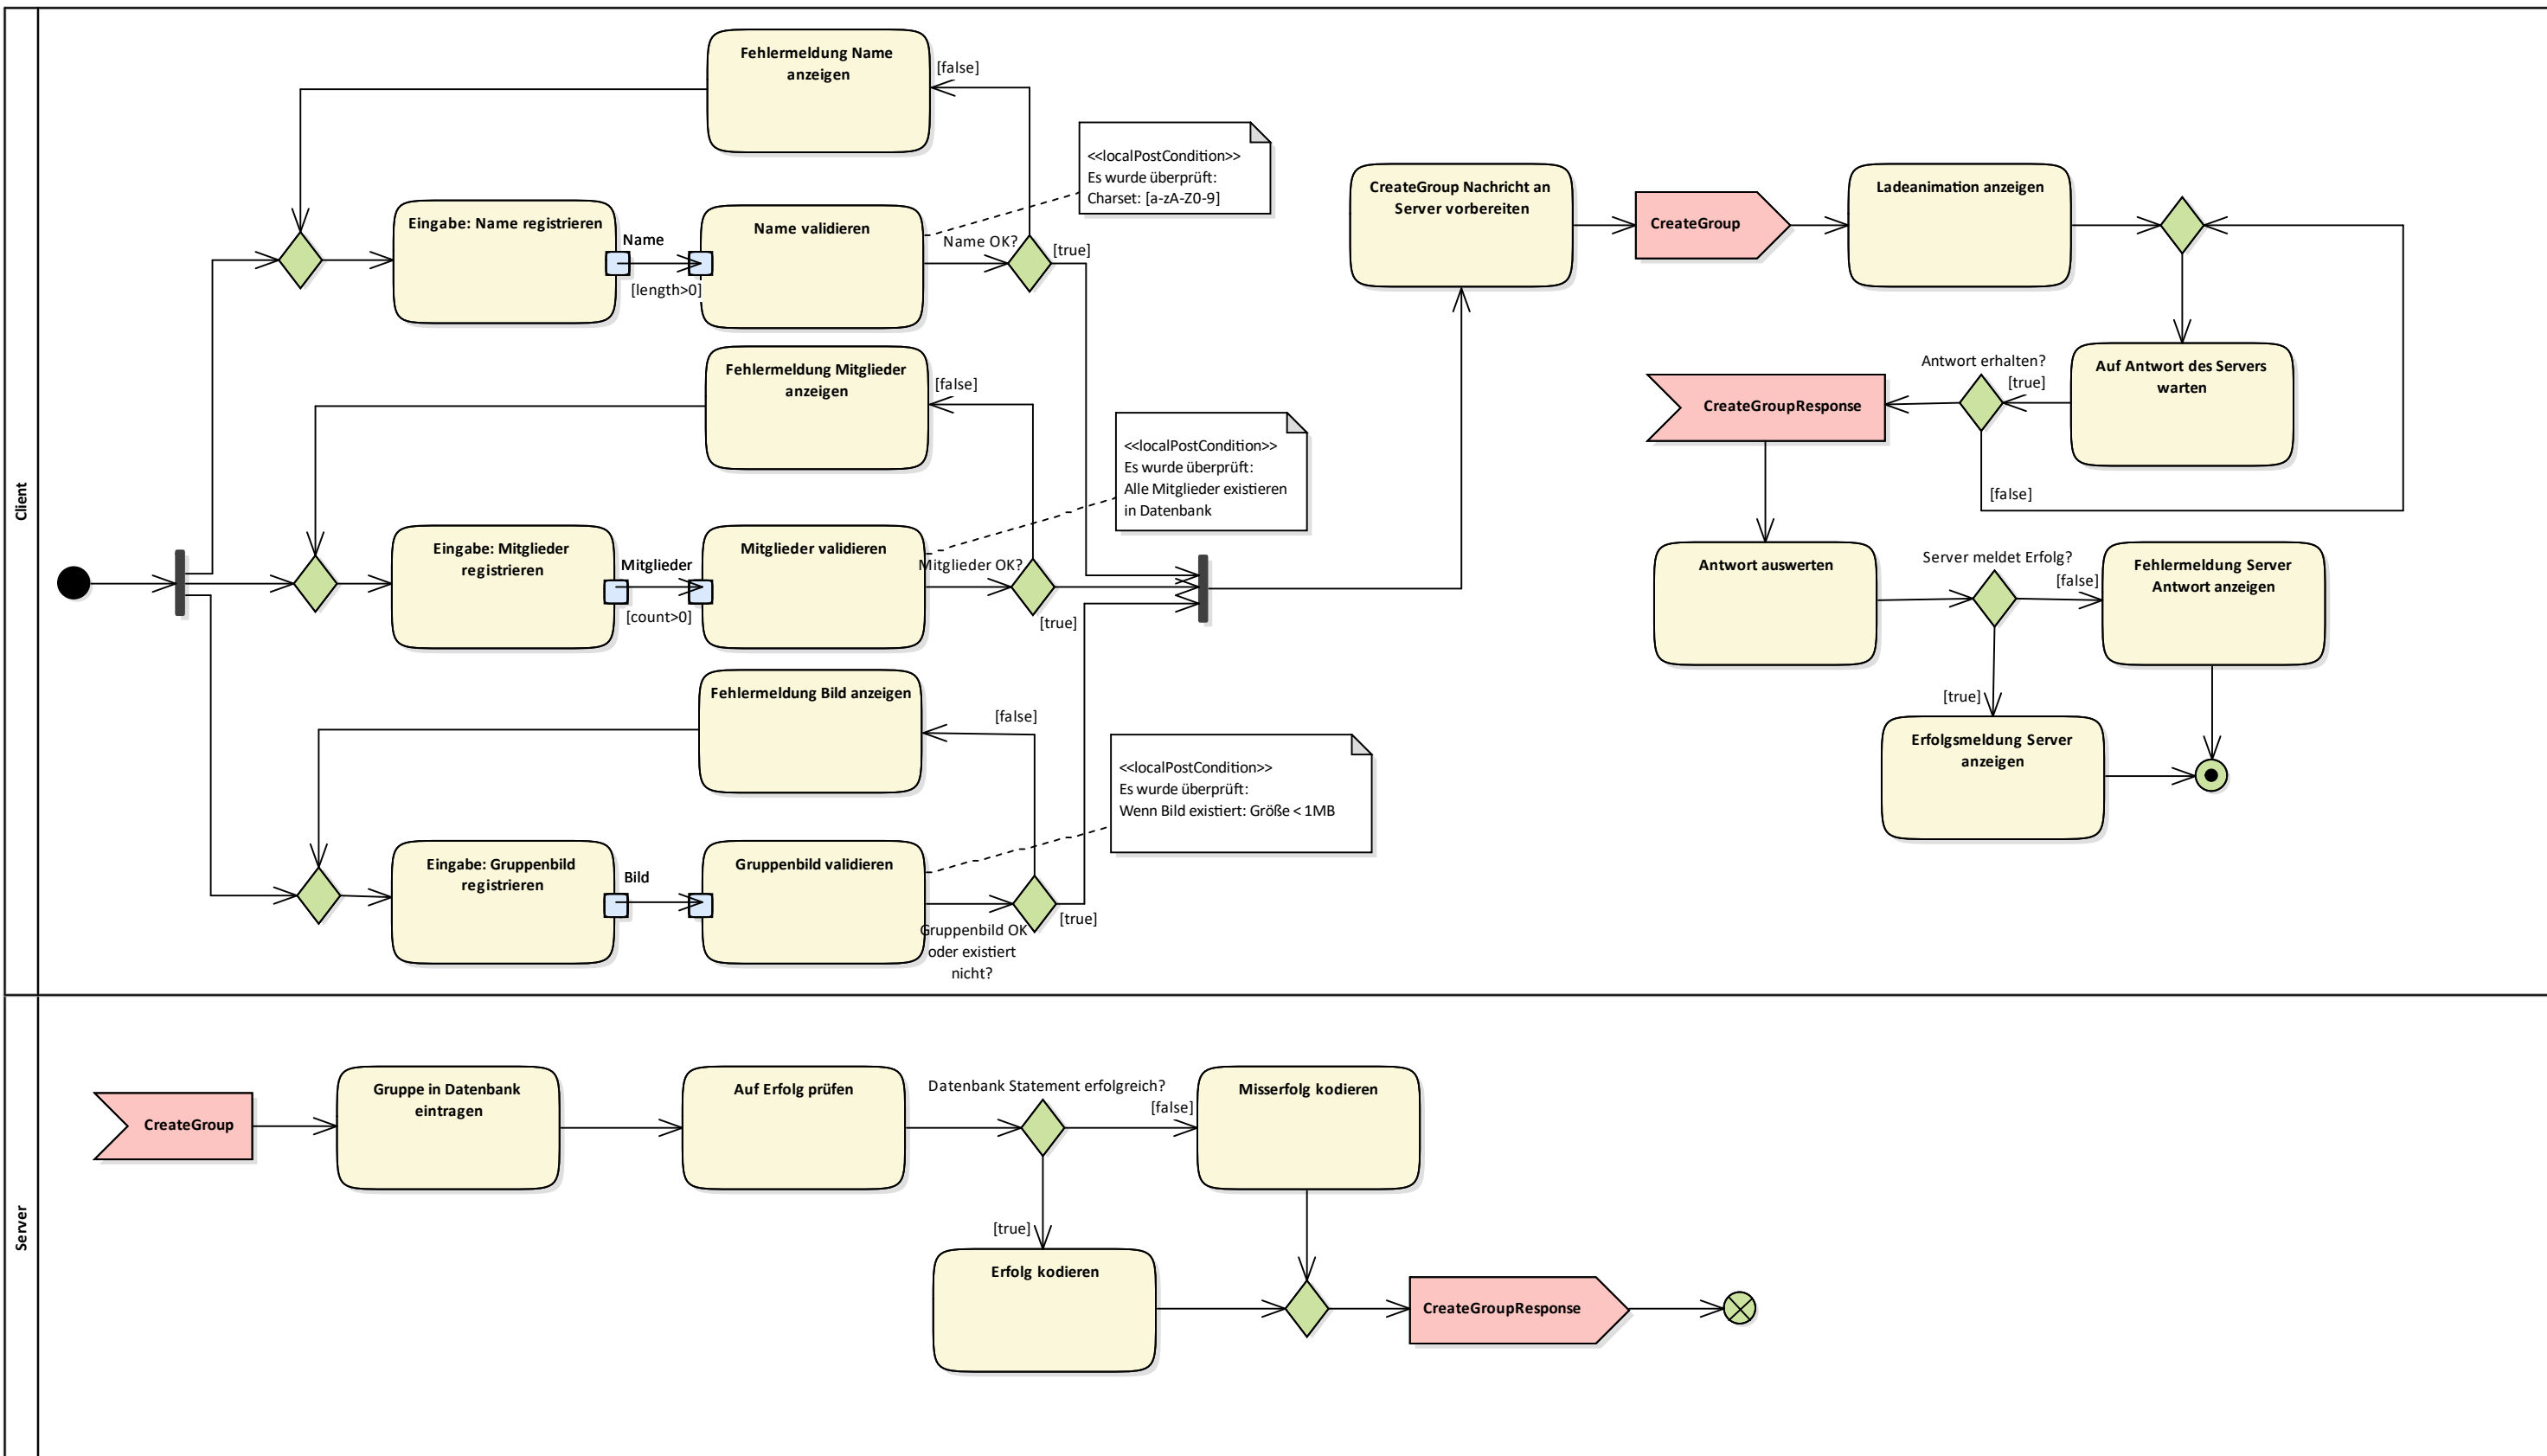 Client
Fehlermeldung Name
anzeigen
[false]
<<localPostCondition>>
Es wurde überprüft:
Charset: [a-zA-Z0-9]
Eingabe: Name registrieren
Name
[length>0]
Name validieren
Name OK?
[true]
Fehlermeldung Mitglieder
anzeigen
[false]
<<localPostCondition>>
Es wurde überprüft:
Alle Mitglieder existieren
in Datenbank
Eingabe: Mitglieder
registrieren
Mitglieder
[count>0]
Mitglieder validieren
Mitglieder OK?
[true]
Fehlermeldung Bild anzeigen
[false]
<<localPostCondition>>
Es wurde überprüft:
Wenn Bild existiert: Größe < 1MB
Eingabe: Gruppenbild
registrieren
Bild
Gruppenbild validieren
Gruppenbild OK
oder existiert
nicht?
[true]
CreateGroup Nachricht an
Server vorbereiten
CreateGroup
Ladeanimation anzeigen
Auf Antwort des Servers
warten
Antwort erhalten?
[true]
[false]
CreateGroupResponse
Antwort auswerten
Server meldet Erfolg?
[false]
Fehlermeldung Server
Antwort anzeigen
[true]
Erfolgsmeldung Server
anzeigen
Server
CreateGroup
Gruppe in Datenbank
eintragen
Auf Erfolg prüfen
Datenbank Statement erfolgreich?
[false]
Misserfolg kodieren
[true]
Erfolg kodieren
CreateGroupResponse